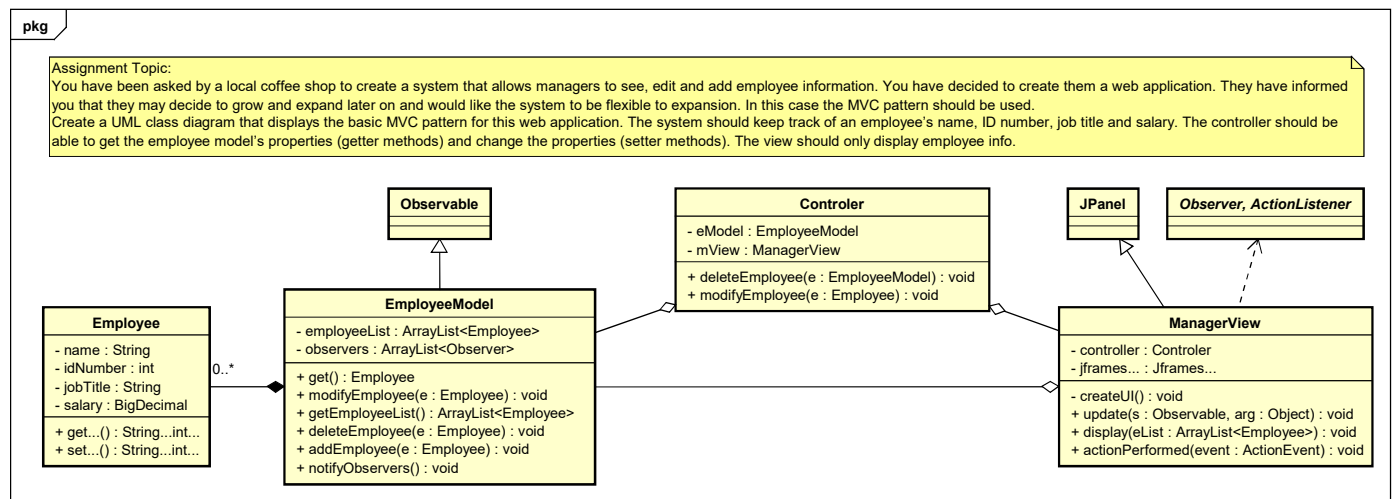 pkg
Assignment Topic:
You have been asked by a local coffee shop to create a system that allows managers to see, edit and add employee information. You have decided to create them a web application. They have informed
you that they may decide to grow and expand later on and would like the system to be flexible to expansion. In this case the MVC pattern should be used.
Create a UML class diagram that displays the basic MVC pattern for this web application. The system should keep track of an employee's name, ID number, job title and salary. The controller should be
able to get the employee model's properties (getter methods) and change the properties (setter methods). The view should only display employee info.
Observable
Controler
- eModel : EmployeeModel
- mView : ManagerView
+ deleteEmployee(e : EmployeeModel) : void
+ modifyEmployee(e : Employee) : void
JPanel
Observer, ActionListener
Employee
- name : String
- idNumber : int
- jobTitle : String
- salary : BigDecimal
+ get...() : String...int...
+ set...() : String...int...
0..*
EmployeeModel
- employeeList : ArrayList<Employee>
- observers : ArrayList<Observer>
+ get() : Employee
+ modifyEmployee(e : Employee) : void
+ getEmployeeList() : ArrayList<Employee>
+ deleteEmployee(e : Employee) : void
+ addEmployee(e : Employee) : void
+ notifyObservers() : void
ManagerView
- controller : Controler
- jframes... : Jframes...
- createUI() : void
+ update(s : Observable, arg : Object) : void
+ display(eList : ArrayList<Employee>) : void
+ actionPerformed(event : ActionEvent) : void